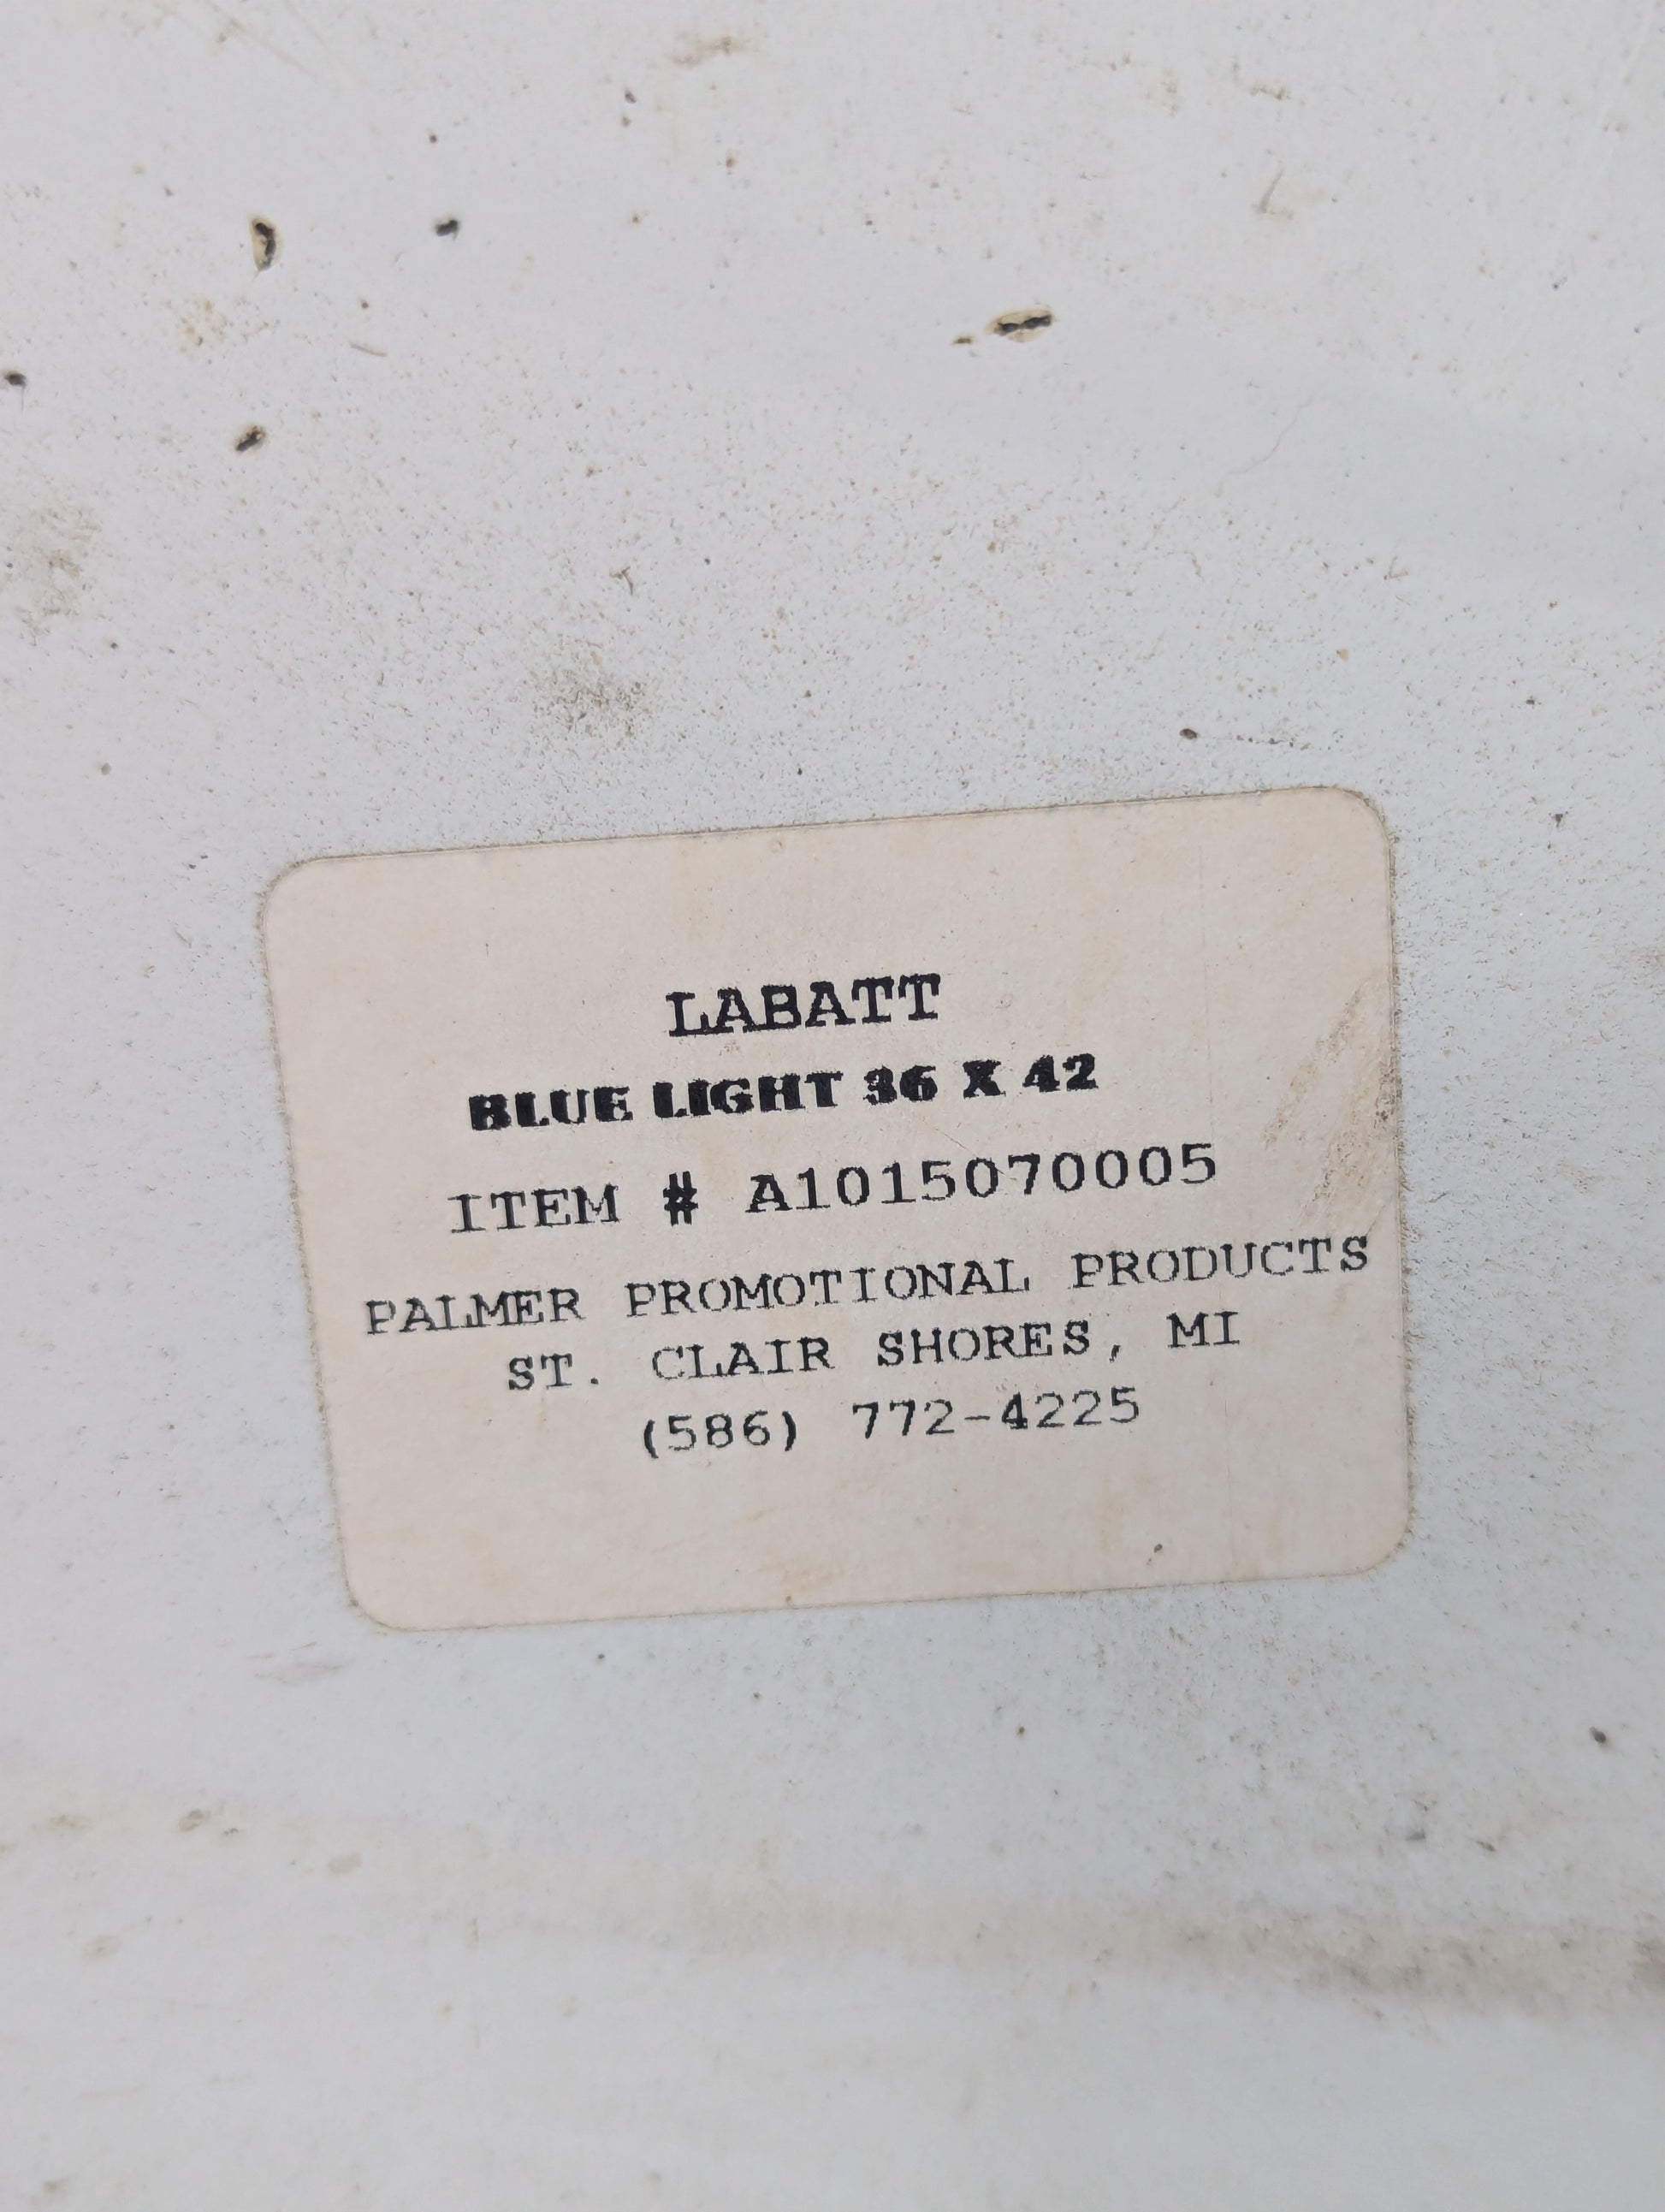 LABATT
BLUE LIGHT 36 X 42
ITEM # A1015070005
PALMER PROMOTIONAL PRODUCTS
ST. CLAIR SHORES, MI
(586) 772-4225